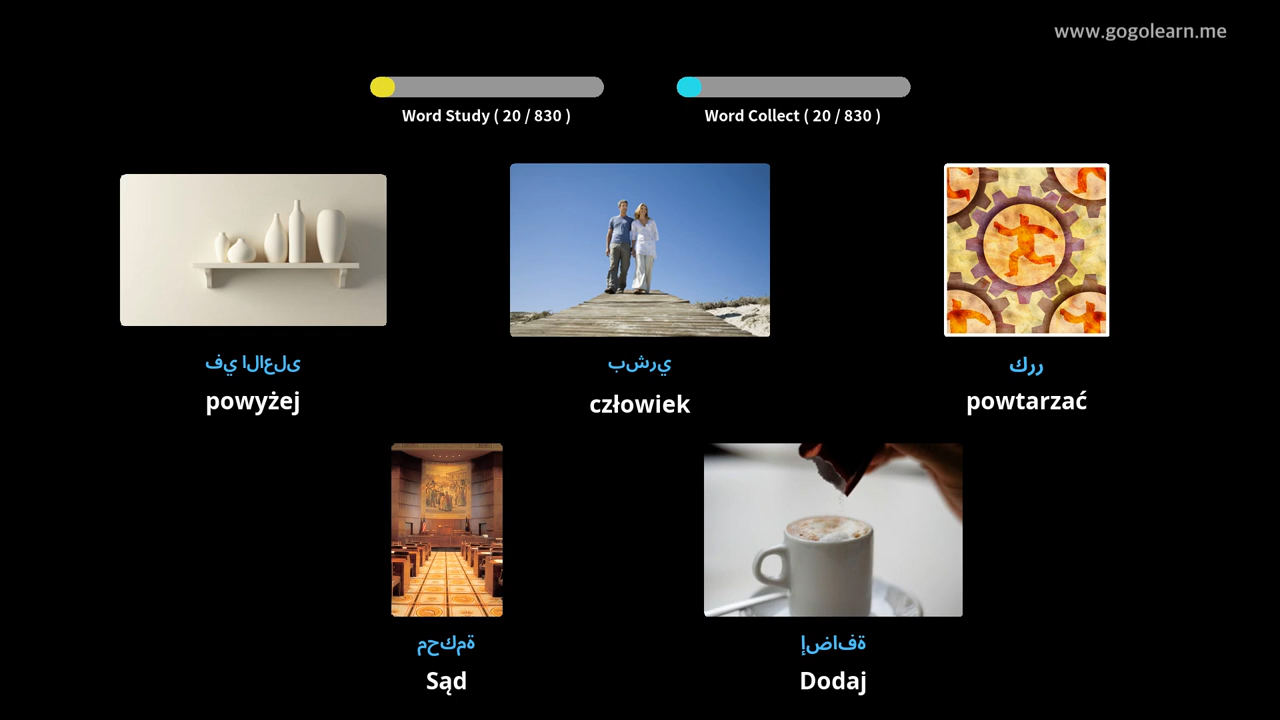 www.gogolearn.me
Word Study ( 20 / 830 )
Word Collect ( 20 / 830 )
في الاعلى
powyżej
بشري
człowiek
كرر
powtarzać
محكمة
Sąd
إضافة
Dodaj